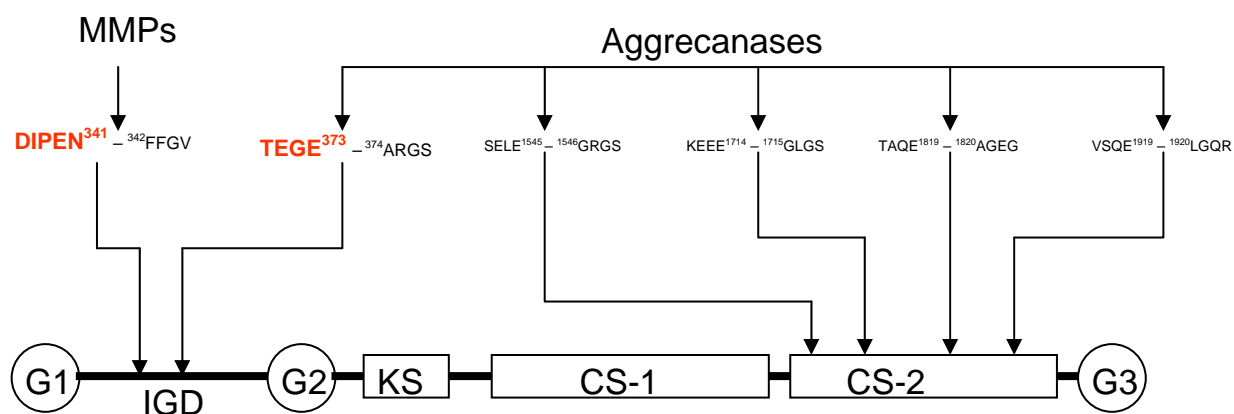 MMPs
Aggrecanases
DIPEN³⁴¹ – ³⁴²FFGV
TEGE³⁷³ – ³⁷⁴ARGS
SELE¹⁵⁴⁵ – ¹⁵⁴⁶GRGS
KEEE¹⁷¹⁴ – ¹⁷¹⁵GLGS
TAQE¹⁸¹⁹ – ¹⁸²⁰AGEG
VSQE¹⁹¹⁹ – ¹⁹²⁰LGQR
G1
IGD
G2
KS
CS-1
CS-2
G3